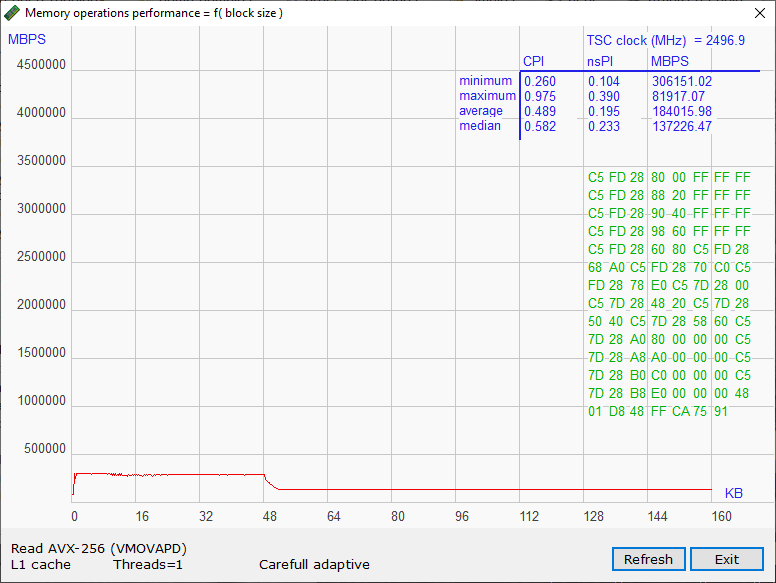 Memory operations performance = f( block size )
MBPS
TSC clock (MHz) = 2496.9
CPI nsPI MBPS
minimum 0.260 0.104 306151.02
maximum 0.975 0.390 81917.07
average 0.489 0.195 184015.98
median 0.582 0.233 137226.47
4500000
4000000
3500000
3000000
2500000
2000000
1500000
1000000
500000
C5 FD 28 80 00 FF FF FF
C5 FD 28 88 20 FF FF FF
C5 FD 28 90 40 FF FF FF
C5 FD 28 98 60 FF FF FF
C5 FD 28 60 80 C5 FD 28
68 A0 C5 FD 28 70 C0 C5
FD 28 78 E0 C5 7D 28 00
C5 7D 28 48 20 C5 7D 28
50 40 C5 7D 28 58 60 C5
7D 28 A0 80 00 00 00 C5
7D 28 A8 A0 00 00 00 C5
7D 28 B0 C0 00 00 00 C5
7D 28 B8 E0 00 00 00 48
01 D8 48 FF CA 75 91
KB
0 16 32 48 64 80 96 112 128 144 160
Read AVX-256 (VMOVAPD)
L1 cache Threads=1 Carefull adaptive
Refresh Exit